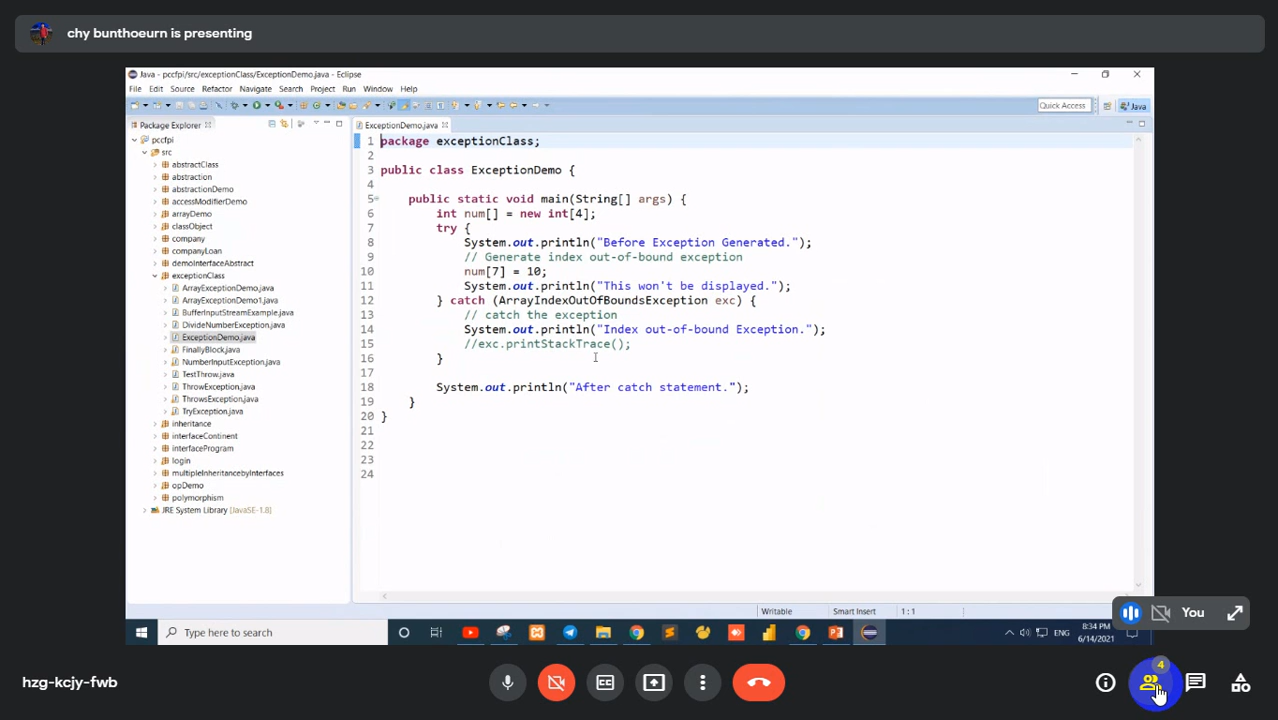 chy bunthoeurn is presenting
Java - pccfpi/src/exceptionClass/ExceptionDemo.java - Eclipse
File Edit Source Refactor Navigate Search Project Run Window Help
Quick Access Java
Package Explorer
pccfpi
src
abstractClass
abstraction
abstractionDemo
accessModifierDemo
arrayDemo
classObject
company
companyLoan
demoInterfaceAbstract
exceptionClass
ArrayExceptionDemo.java
ArrayExceptionDemo1.java
BufferInputStreamExample.java
DivideNumberException.java
ExceptionDemo.java
FinallyBlock.java
NumberInputException.java
TestThrow.java
ThrowException.java
ThrowsException.java
TryException.java
inheritance
interfaceContinent
interfaceProgram
login
multipleInheritancebyInterfaces
opDemo
polymorphism
JRE System Library [JavaSE-1.8]
ExceptionDemo.java
1 package exceptionClass;
2
3 public class ExceptionDemo {
4
5 public static void main(String[] args) {
6 int num[] = new int[4];
7 try {
8 System.out.println("Before Exception Generated.");
9 // Generate index out-of-bound exception
10 num[7] = 10;
11 System.out.println("This won't be displayed.");
12 } catch (ArrayIndexOutOfBoundsException exc) {
13 // catch the exception
14 System.out.println("Index out-of-bound Exception.");
15 //exc.printStackTrace();
16 }
17
18 System.out.println("After catch statement.");
19 }
20 }
21
22
23
24
Writable Smart Insert 1 : 1
You
Type here to search
ENG
8:34 PM
6/14/2021
hzg-kcjy-fwb
CC
4